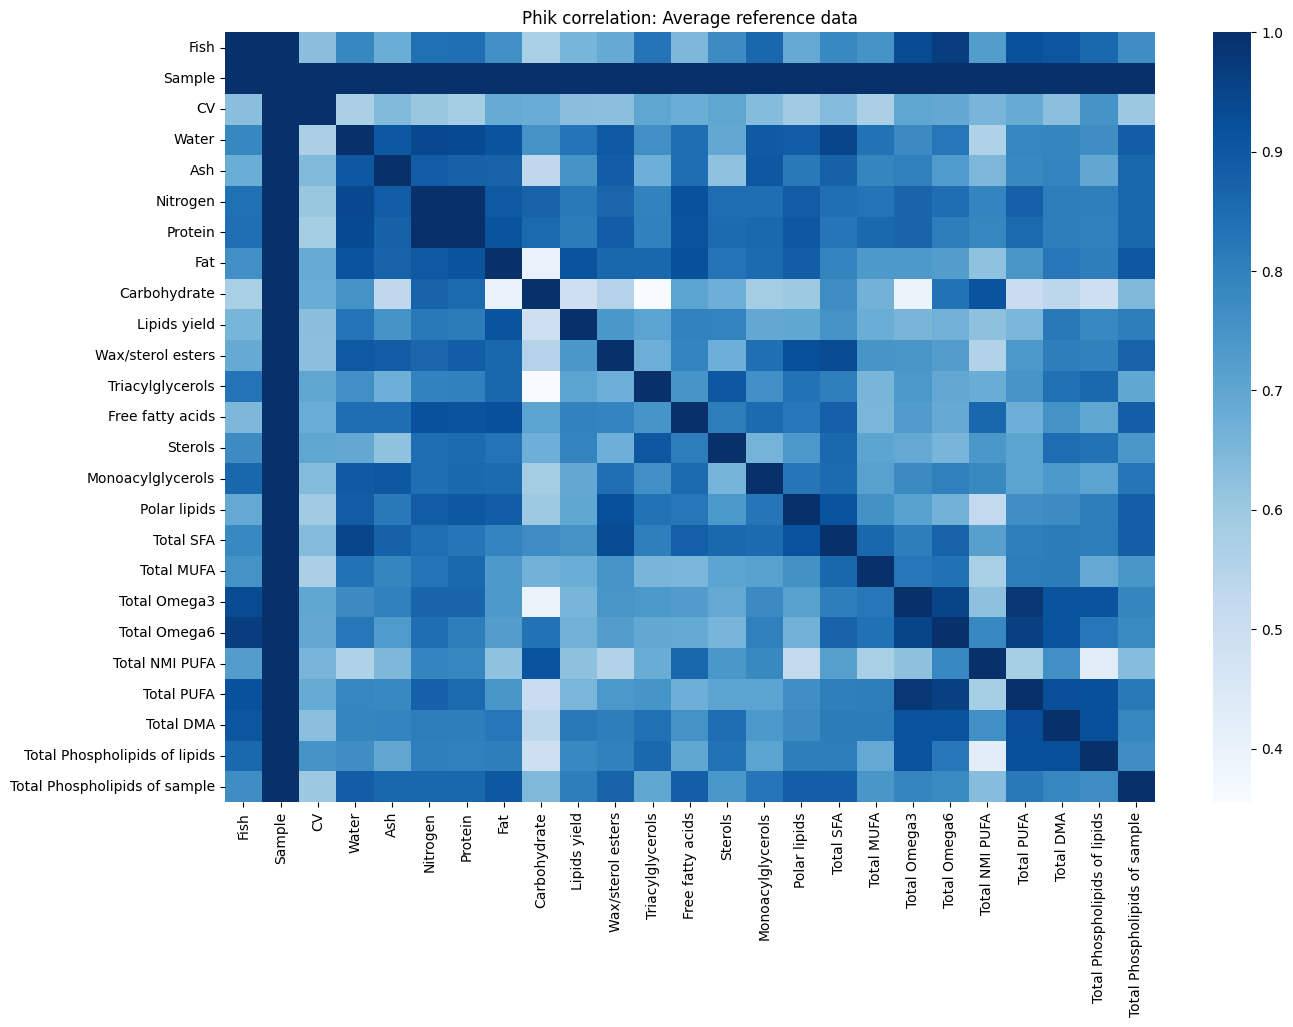 Phik correlation: Average reference data
Fish
Sample
CV
Water
Ash
Nitrogen
Protein
Fat
Carbohydrate
Lipids yield
Wax/sterol esters
Triacylglycerols
Free fatty acids
Sterols
Monoacylglycerols
Polar lipids
Total SFA
Total MUFA
Total Omega3
Total Omega6
Total NMI PUFA
Total PUFA
Total DMA
Total Phospholipids of lipids
Total Phospholipids of sample
Fish
Sample
CV
Water
Ash
Nitrogen
Protein
Fat
Carbohydrate
Lipids yield
Wax/sterol esters
Triacylglycerols
Free fatty acids
Sterols
Monoacylglycerols
Polar lipids
Total SFA
Total MUFA
Total Omega3
Total Omega6
Total NMI PUFA
Total PUFA
Total DMA
Total Phospholipids of lipids
Total Phospholipids of sample
1.0
0.9
0.8
0.7
0.6
0.5
0.4